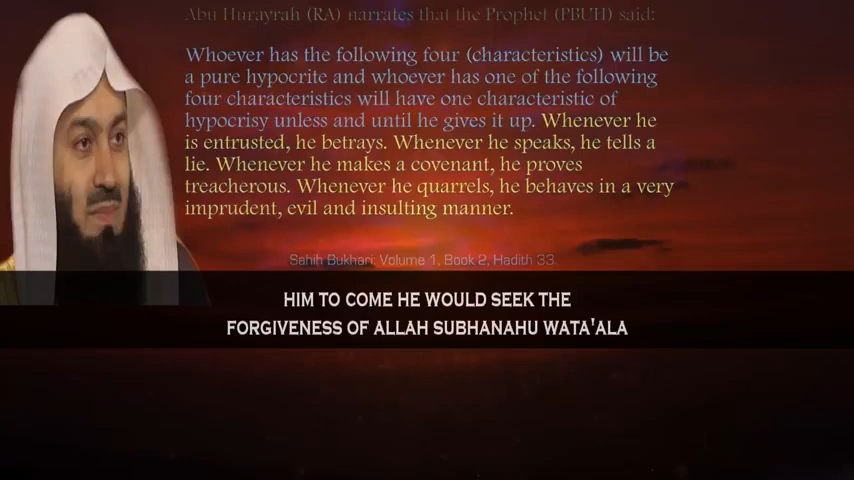 Abu Hurayrah (RA) narrates that the Prophet (PBUH) said:
Whoever has the following four (characteristics) will be
a pure hypocrite and whoever has one of the following
four characteristics will have one characteristic of
hypocrisy unless and until he gives it up. Whenever he
is entrusted, he betrays. Whenever he speaks, he tells a
lie. Whenever he makes a covenant, he proves
treacherous. Whenever he quarrels, he behaves in a very
imprudent, evil and insulting manner.
Sahih Bukhari: Volume 1, Book 2, Hadith 33.
HIM TO COME HE WOULD SEEK THE
FORGIVENESS OF ALLAH SUBHANAHU WATA'ALA